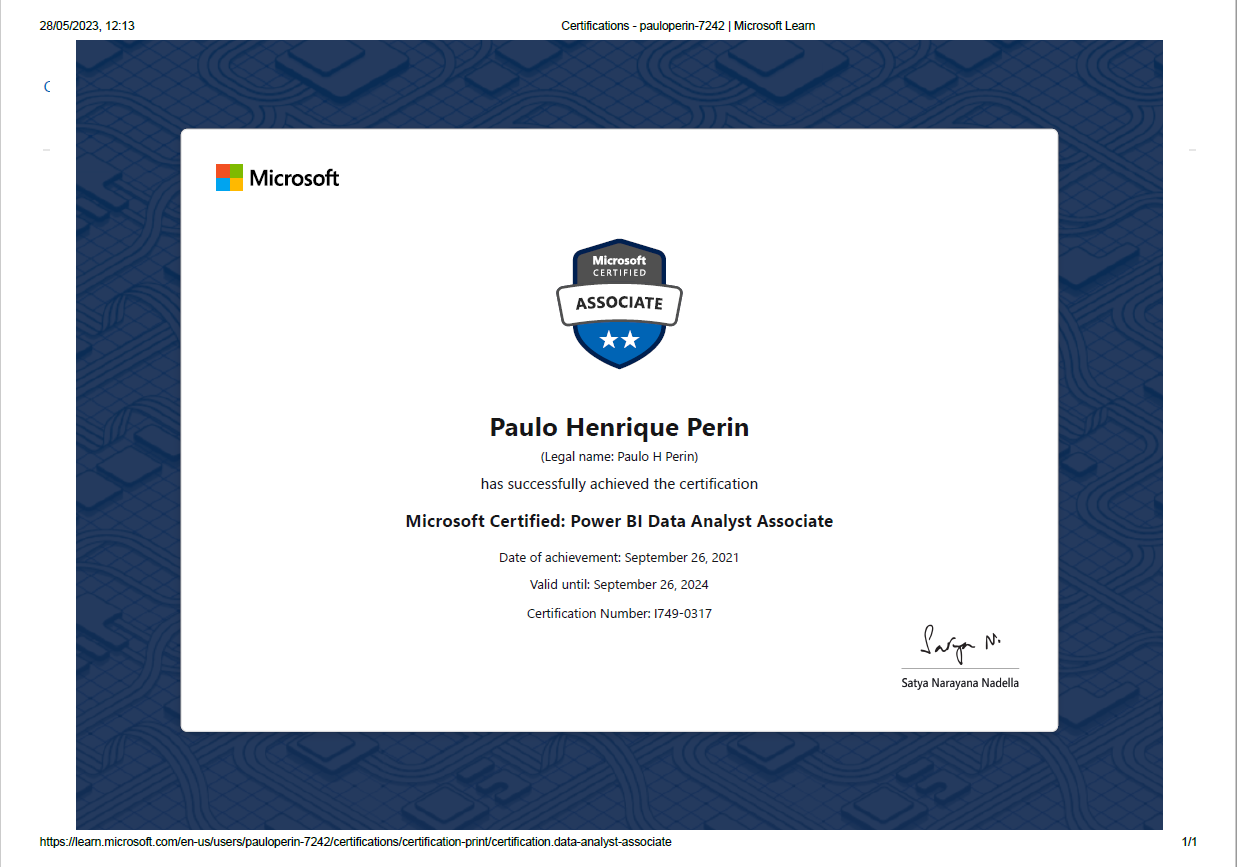 28/05/2023, 12:13
Certifications - pauloperin-7242 | Microsoft Learn
C
Microsoft
Microsoft
CERTIFIED
ASSOCIATE
Paulo Henrique Perin
(Legal name: Paulo H Perin)
has successfully achieved the certification
Microsoft Certified: Power BI Data Analyst Associate
Date of achievement: September 26, 2021
Valid until: September 26, 2024
Certification Number: I749-0317
Satya N.
Satya Narayana Nadella
https://learn.microsoft.com/en-us/users/pauloperin-7242/certifications/certification-print/certification.data-analyst-associate
1/1